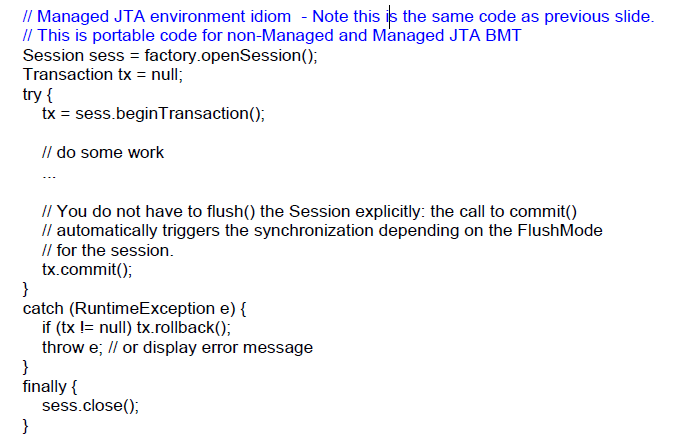 // Managed JTA environment idiom  - Note this is the same code as previous slide.
// This is portable code for non-Managed and Managed JTA BMT
Session sess = factory.openSession();
Transaction tx = null;
try {
    tx = sess.beginTransaction();

    // do some work
    ...

    // You do not have to flush() the Session explicitly: the call to commit()
    // automatically triggers the synchronization depending on the FlushMode
    // for the session.
    tx.commit();
}
catch (RuntimeException e) {
    if (tx != null) tx.rollback();
    throw e; // or display error message
}
finally {
    sess.close();
}